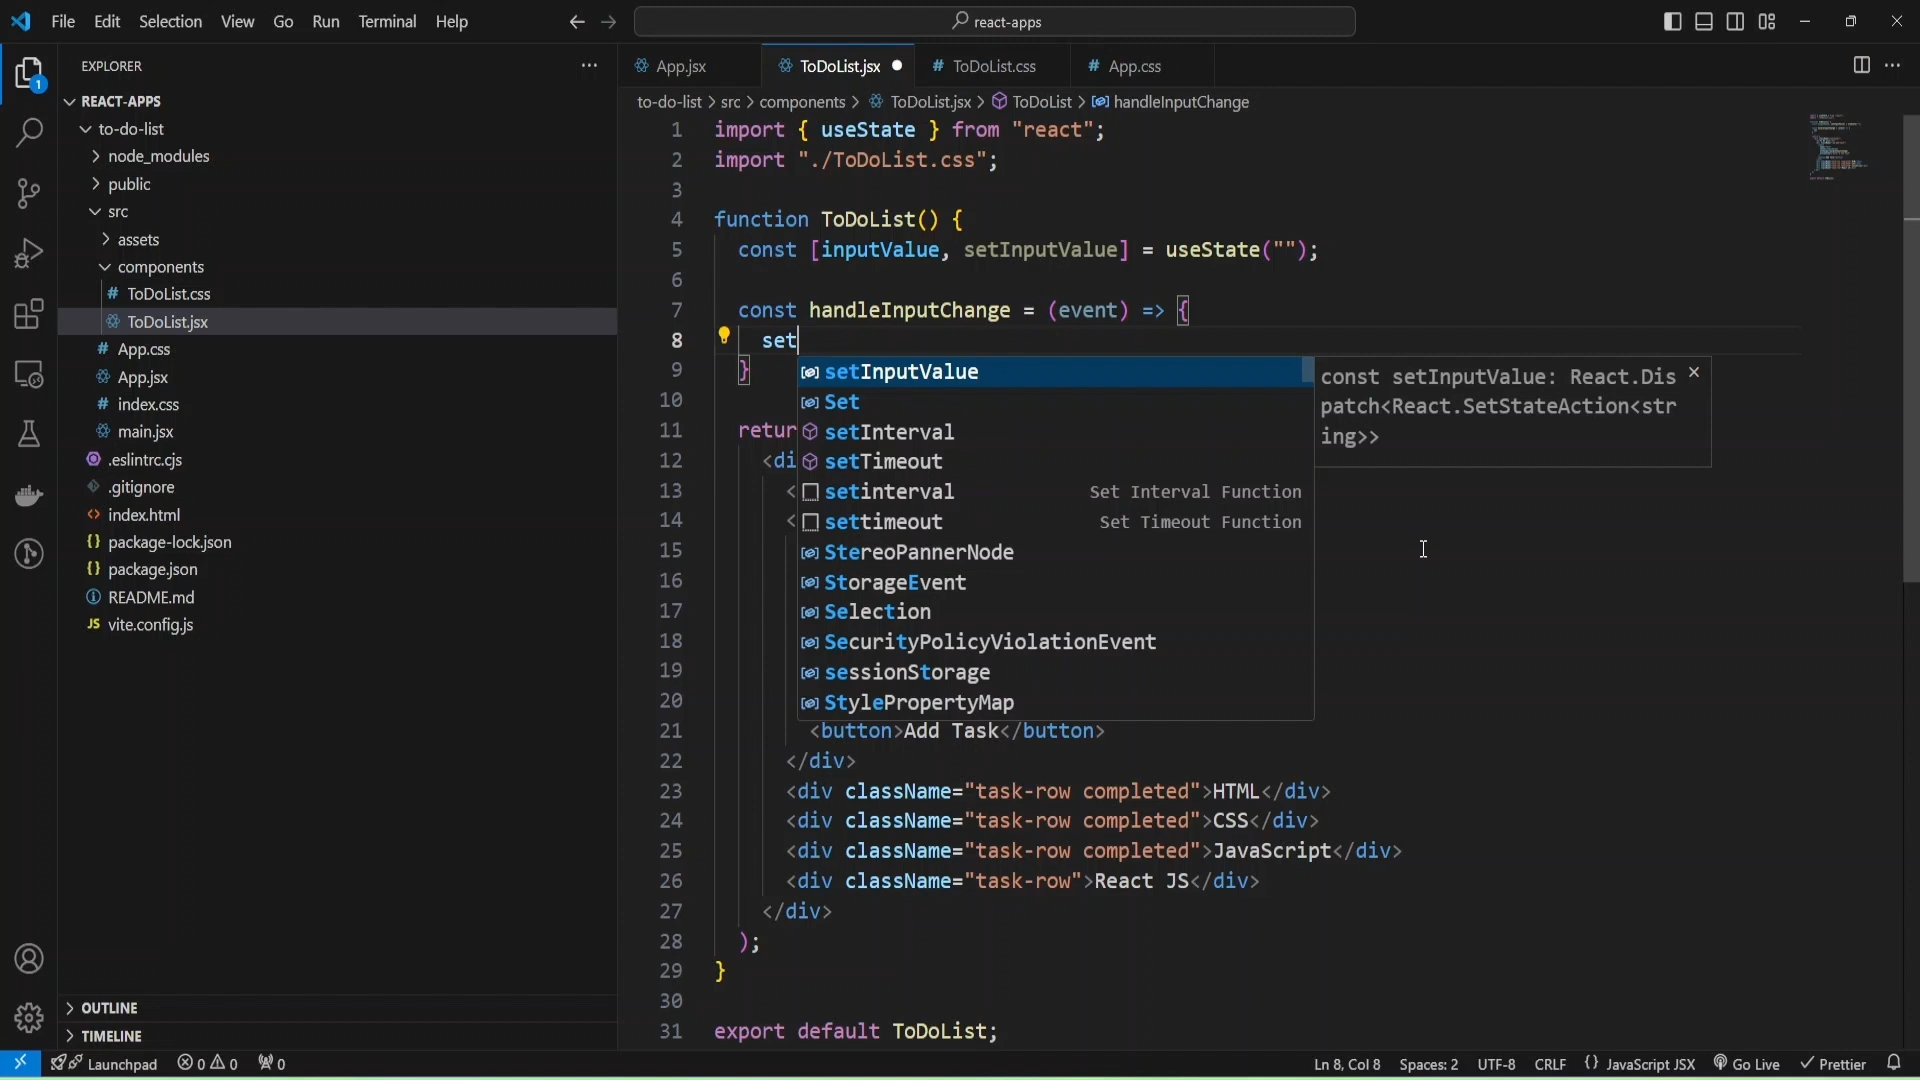 File Edit Selection View Go Run Terminal Help
react-apps
EXPLORER
1
REACT-APPS
to-do-list
node_modules
public
src
assets
components
# ToDoList.css
ToDoList.jsx
# App.css
App.jsx
# index.css
main.jsx
.eslintrc.cjs
.gitignore
<> index.html
{} package-lock.json
{} package.json
README.md
JS vite.config.js
OUTLINE
TIMELINE
App.jsx
ToDoList.jsx
# ToDoList.css
# App.css
to-do-list > src > components > ToDoList.jsx > ToDoList > handleInputChange
1 import { useState } from "react";
2 import "./ToDoList.css";
3
4 function ToDoList() {
5 const [inputValue, setInputValue] = useState("");
6
7 const handleInputChange = (event) => {
8 set
9 }
10
11 retur
12 <di
13 <
14 <
15
16
17
18
19
20
21 <button>Add Task</button>
22 </div>
23 <div className="task-row completed">HTML</div>
24 <div className="task-row completed">CSS</div>
25 <div className="task-row completed">JavaScript</div>
26 <div className="task-row">React JS</div>
27 </div>
28 );
29 }
30
31 export default ToDoList;
setInputValue
Set
setInterval
setTimeout
setinterval Set Interval Function
settimeout Set Timeout Function
StereoPannerNode
StorageEvent
Selection
SecurityPolicyViolationEvent
sessionStorage
StylePropertyMap
const setInputValue: React.Dis
patch<React.SetStateAction<str
ing>>
Launchpad 0 0 0
Ln 8, Col 8 Spaces: 2 UTF-8 CRLF {} JavaScript JSX Go Live Prettier